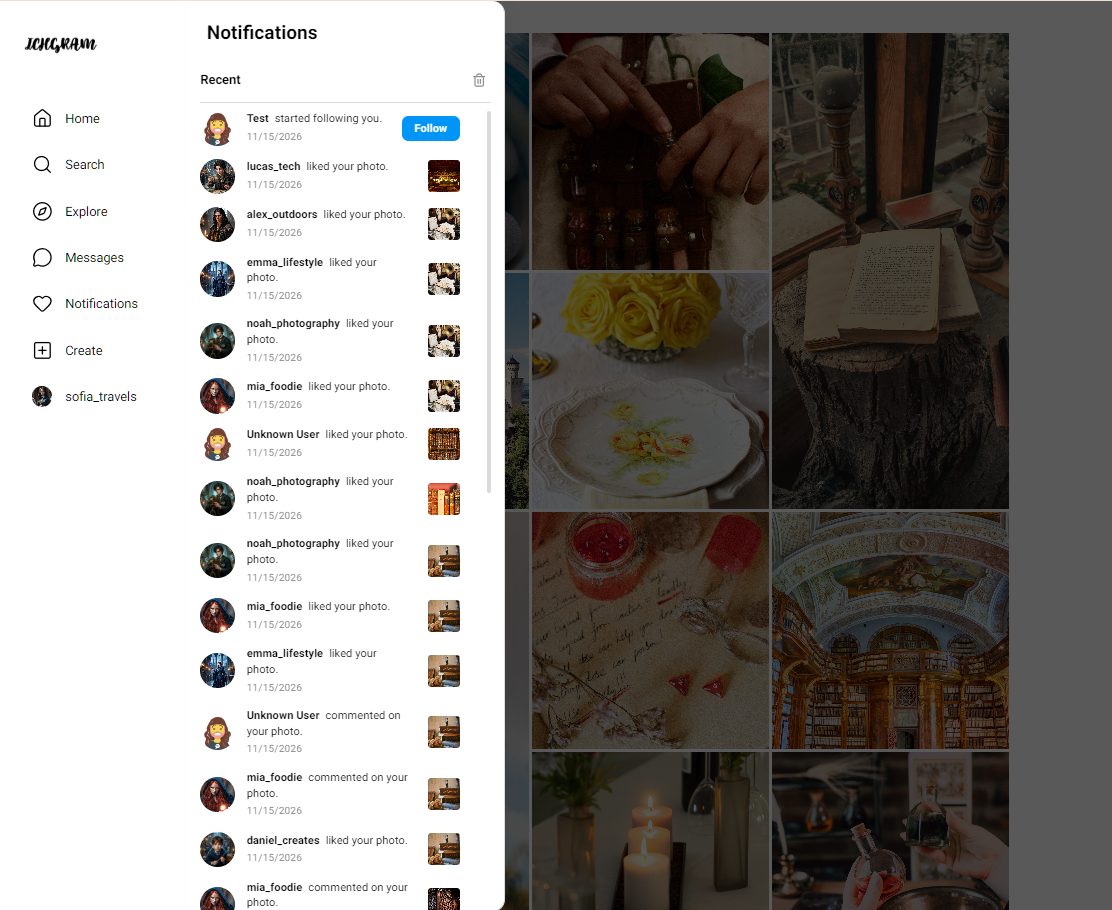 ICHGRAM
Notifications
Recent
Home
Search
Explore
Messages
Notifications
Create
sofia_travels
Test started following you.
11/15/2026
Follow
lucas_tech liked your photo.
11/15/2026
alex_outdoors liked your photo.
11/15/2026
emma_lifestyle liked your
photo.
11/15/2026
noah_photography liked your
photo.
11/15/2026
mia_foodie liked your photo.
11/15/2026
Unknown User liked your photo.
11/15/2026
noah_photography liked your
photo.
11/15/2026
noah_photography liked your
photo.
11/15/2026
mia_foodie liked your photo.
11/15/2026
emma_lifestyle liked your
photo.
11/15/2026
Unknown User commented on
your photo.
11/15/2026
mia_foodie commented on your
photo.
11/15/2026
daniel_creates liked your photo.
11/15/2026
mia_foodie commented on your
photo.